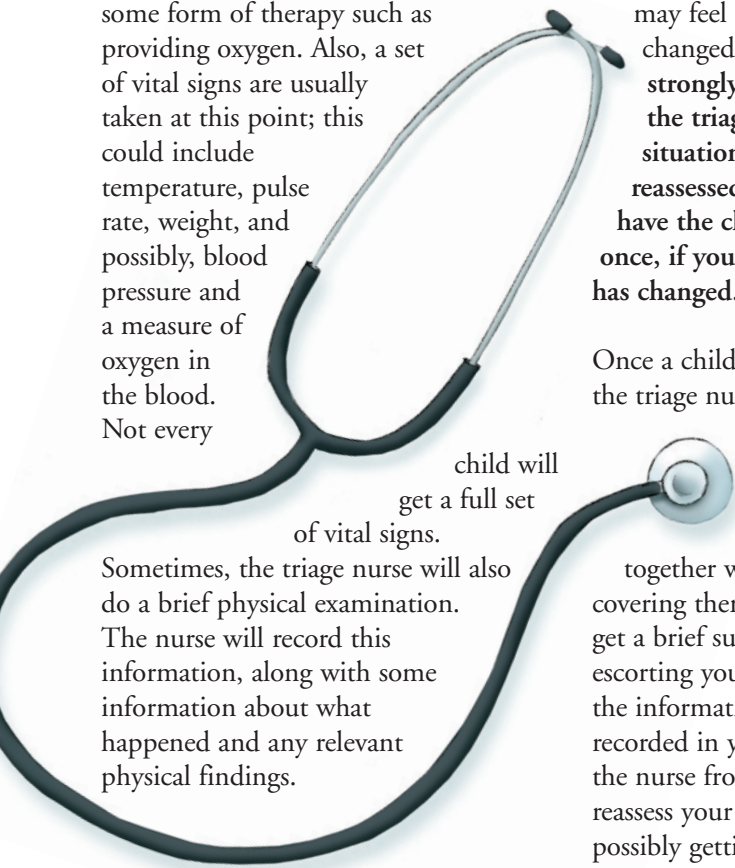 some form of therapy such as
providing oxygen. Also, a set
of vital signs are usually
taken at this point; this
could include
temperature, pulse
rate, weight, and
possibly, blood
pressure and
a measure of
oxygen in
the blood.
Not every
child will
get a full set
of vital signs.
Sometimes, the triage nurse will also
do a brief physical examination.
The nurse will record this
information, along with some
information about what
happened and any relevant
physical findings.
may feel
changed
strongly
the triag
situation
reassessed
have the c
once, if you
has changed.
Once a child
the triage nu
together w
covering the
get a brief su
escorting you
the informati
recorded in y
the nurse fro
reassess your
possibly getti